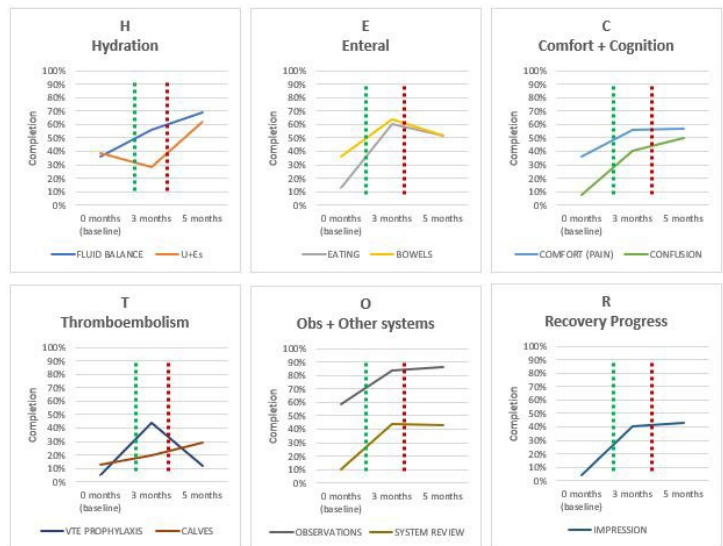 H
Hydration
100%
90%
80%
70%
60%
50%
40%
30%
20%
10%
0%
Completion
0 months 3 months 5 months
(baseline)
FLUID BALANCE U+Es
E
Enteral
100%
90%
80%
70%
60%
50%
40%
30%
20%
10%
0%
Completion
0 months 3 months 5 months
(baseline)
EATING BOWELS
C
Comfort + Cognition
100%
90%
80%
70%
60%
50%
40%
30%
20%
10%
0%
Completion
0 months 3 months 5 months
(baseline)
COMFORT (PAIN) CONFUSION
T
Thromboembolism
100%
90%
80%
70%
60%
50%
40%
30%
20%
10%
0%
Completion
0 months 3 months 5 months
(baseline)
VTE PROPHYLAXIS CALVES
O
Obs + Other systems
100%
90%
80%
70%
60%
50%
40%
30%
20%
10%
0%
Completion
0 months 3 months 5 months
(baseline)
OBSERVATIONS SYSTEM REVIEW
R
Recovery Progress
100%
90%
80%
70%
60%
50%
40%
30%
20%
10%
0%
Completion
0 months 3 months 5 months
(baseline)
IMPRESSION